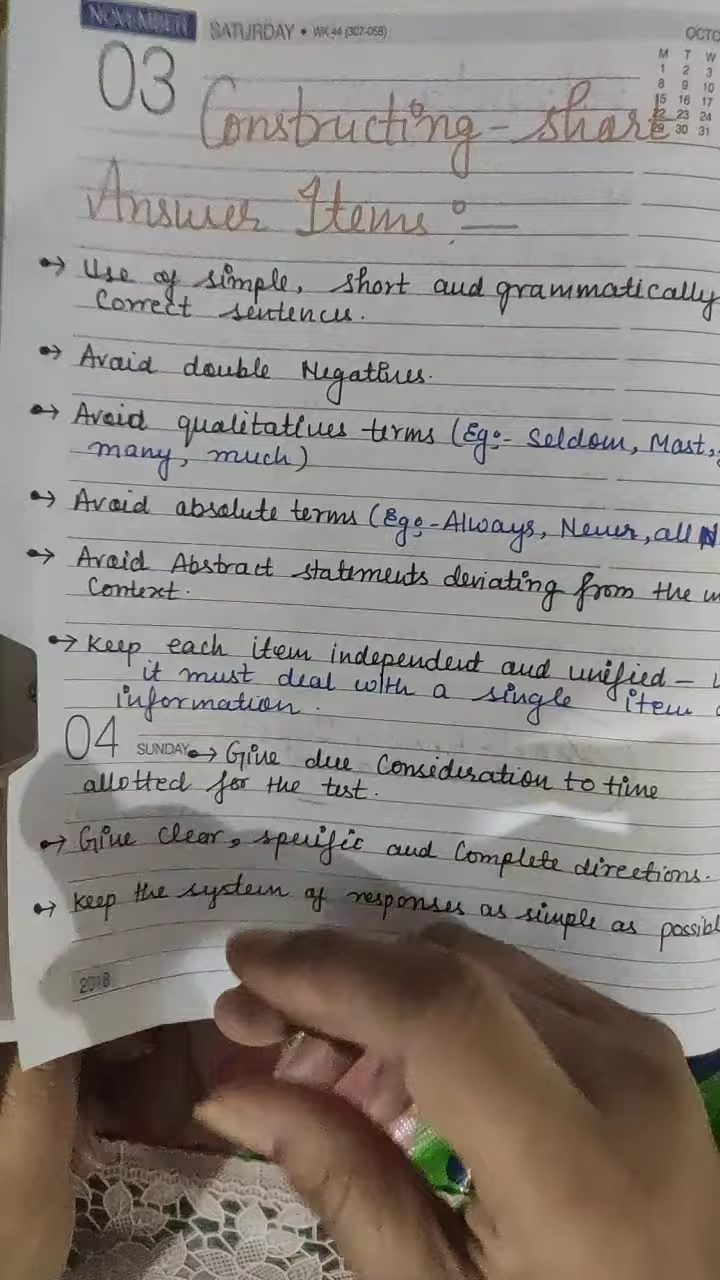 NOVEMBER SATURDAY • WK 44 (307-058) OCTO
03
M T W
1 2 3
8 9 10
15 16 17
22 23 24
29 30 31
Constructing - share
Answer Items :-
→ Use of simple, short and grammatically
Correct sentences.
→ Avoid double Negatives.
→ Avoid qualitatives terms (Eg:- Seldom, Most,
many, much)
→ Avoid absolute terms (Eg:- Always, Never, all N
→ Avoid Abstract statements deviating from the
Context.
→ Keep each item independent and unified -
it must deal with a single item
information.
04 SUNDAY → Give due Consideration to time
allotted for the test.
→ Give clear, specific and Complete directions.
→ Keep the system of responses as simple as possibl
2018